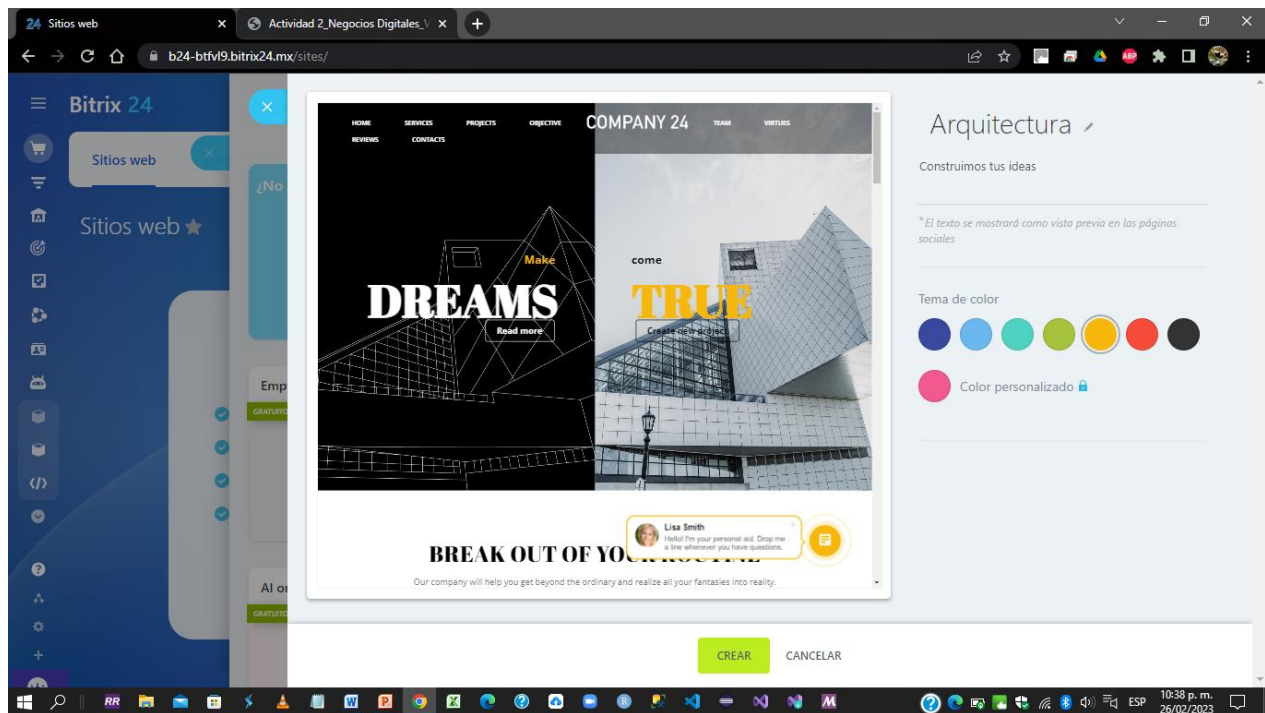 24 Sitios web
Actividad 2_Negocios Digitales_V
b24-btfvl9.bitrix24.mx/sites/
ABP
Bitrix 24
Sitios web
¿No
Sitios web
Emp
GRATUITO
AI on
GRATUITO
HOME SERVICES PROJECTS OBJECTIVE COMPANY 24 TEAM VIRTUES
REVIEWS CONTACTS
Make come
DREAMS TRUE
Read more Create new project
Lisa Smith
Hello! I'm your personal aid. Drop me
a line whenever you have questions.
BREAK OUT OF YOUR ROUTINE
Our company will help you get beyond the ordinary and realize all your fantasies into reality.
Arquitectura
Construimos tus ideas
*El texto se mostrará como vista previa en las páginas
sociales
Tema de color
Color personalizado
CREAR CANCELAR
RR
ESP
10:38 p. m.
26/02/2023